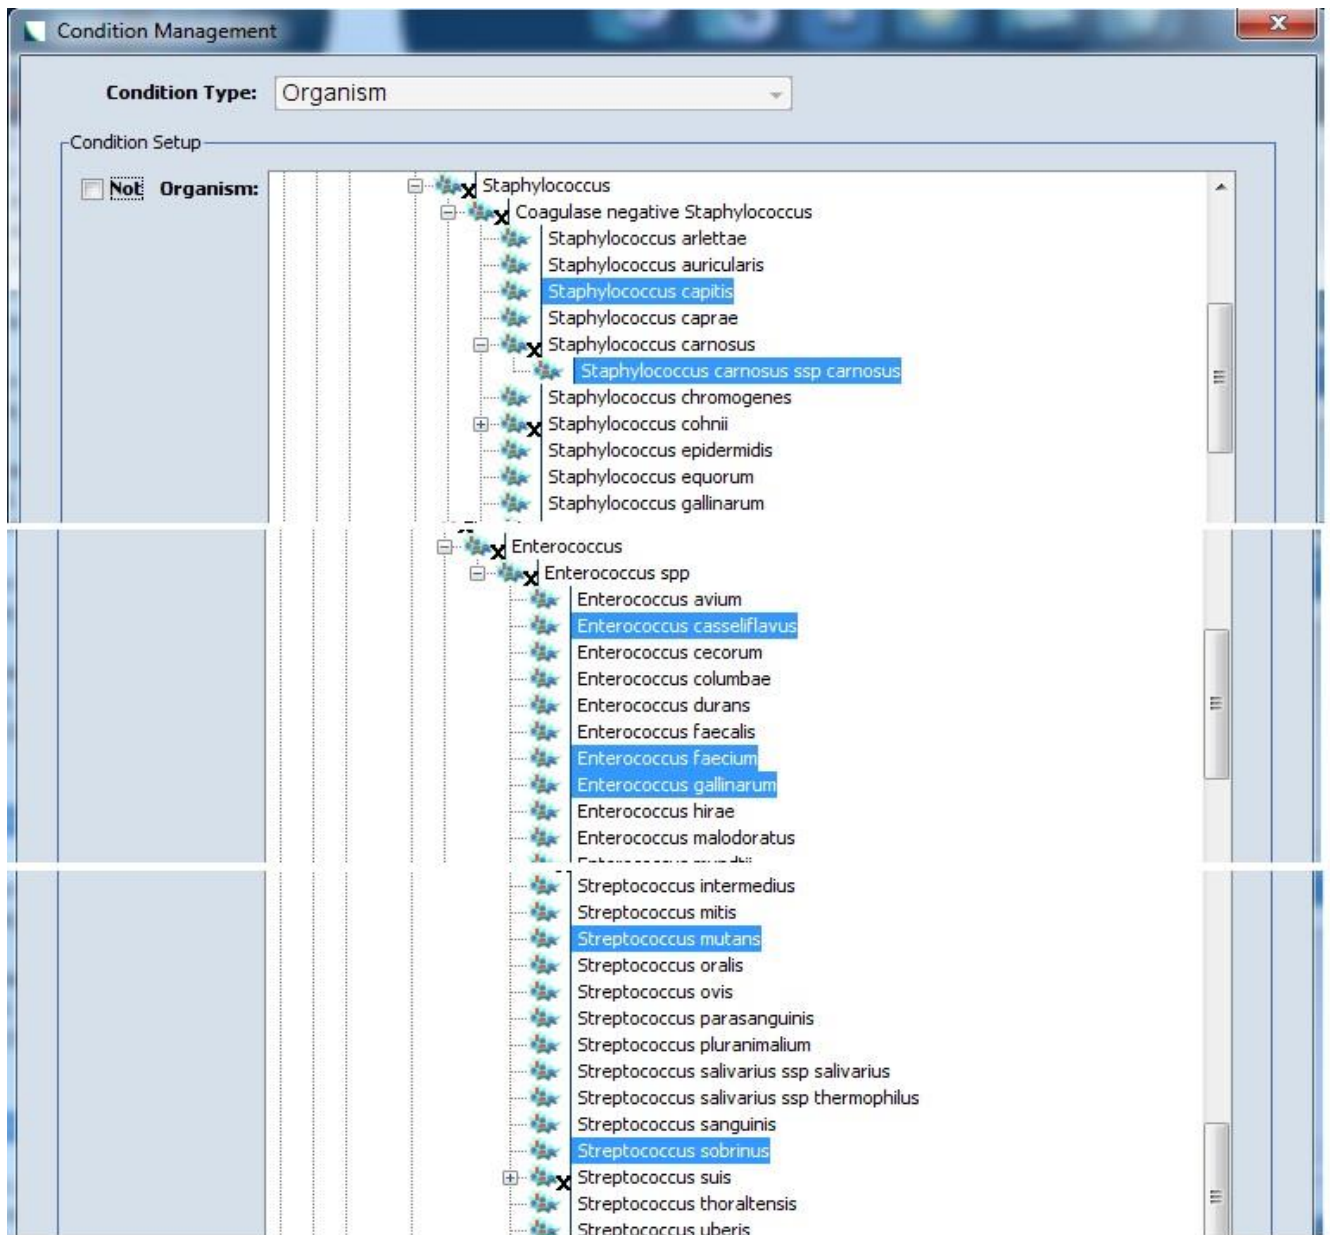 Condition Management
Condition Type: Organism
Condition Setup
Not Organism:
Staphylococcus
Coagulase negative Staphylococcus
Staphylococcus arlettae
Staphylococcus auricularis
Staphylococcus capitis
Staphylococcus caprae
Staphylococcus carnosus
Staphylococcus carnosus ssp carnosus
Staphylococcus chromogenes
Staphylococcus cohnii
Staphylococcus epidermidis
Staphylococcus equorum
Staphylococcus gallinarum
Enterococcus
Enterococcus spp
Enterococcus avium
Enterococcus casseliflavus
Enterococcus cecorum
Enterococcus columbae
Enterococcus durans
Enterococcus faecalis
Enterococcus faecium
Enterococcus gallinarum
Enterococcus hirae
Enterococcus malodoratus
Streptococcus intermedius
Streptococcus mitis
Streptococcus mutans
Streptococcus oralis
Streptococcus ovis
Streptococcus parasanguinis
Streptococcus pluranimalium
Streptococcus salivarius ssp salivarius
Streptococcus salivarius ssp thermophilus
Streptococcus sanguinis
Streptococcus sobrinus
Streptococcus suis
Streptococcus thoraltensis
Streptococcus uberis